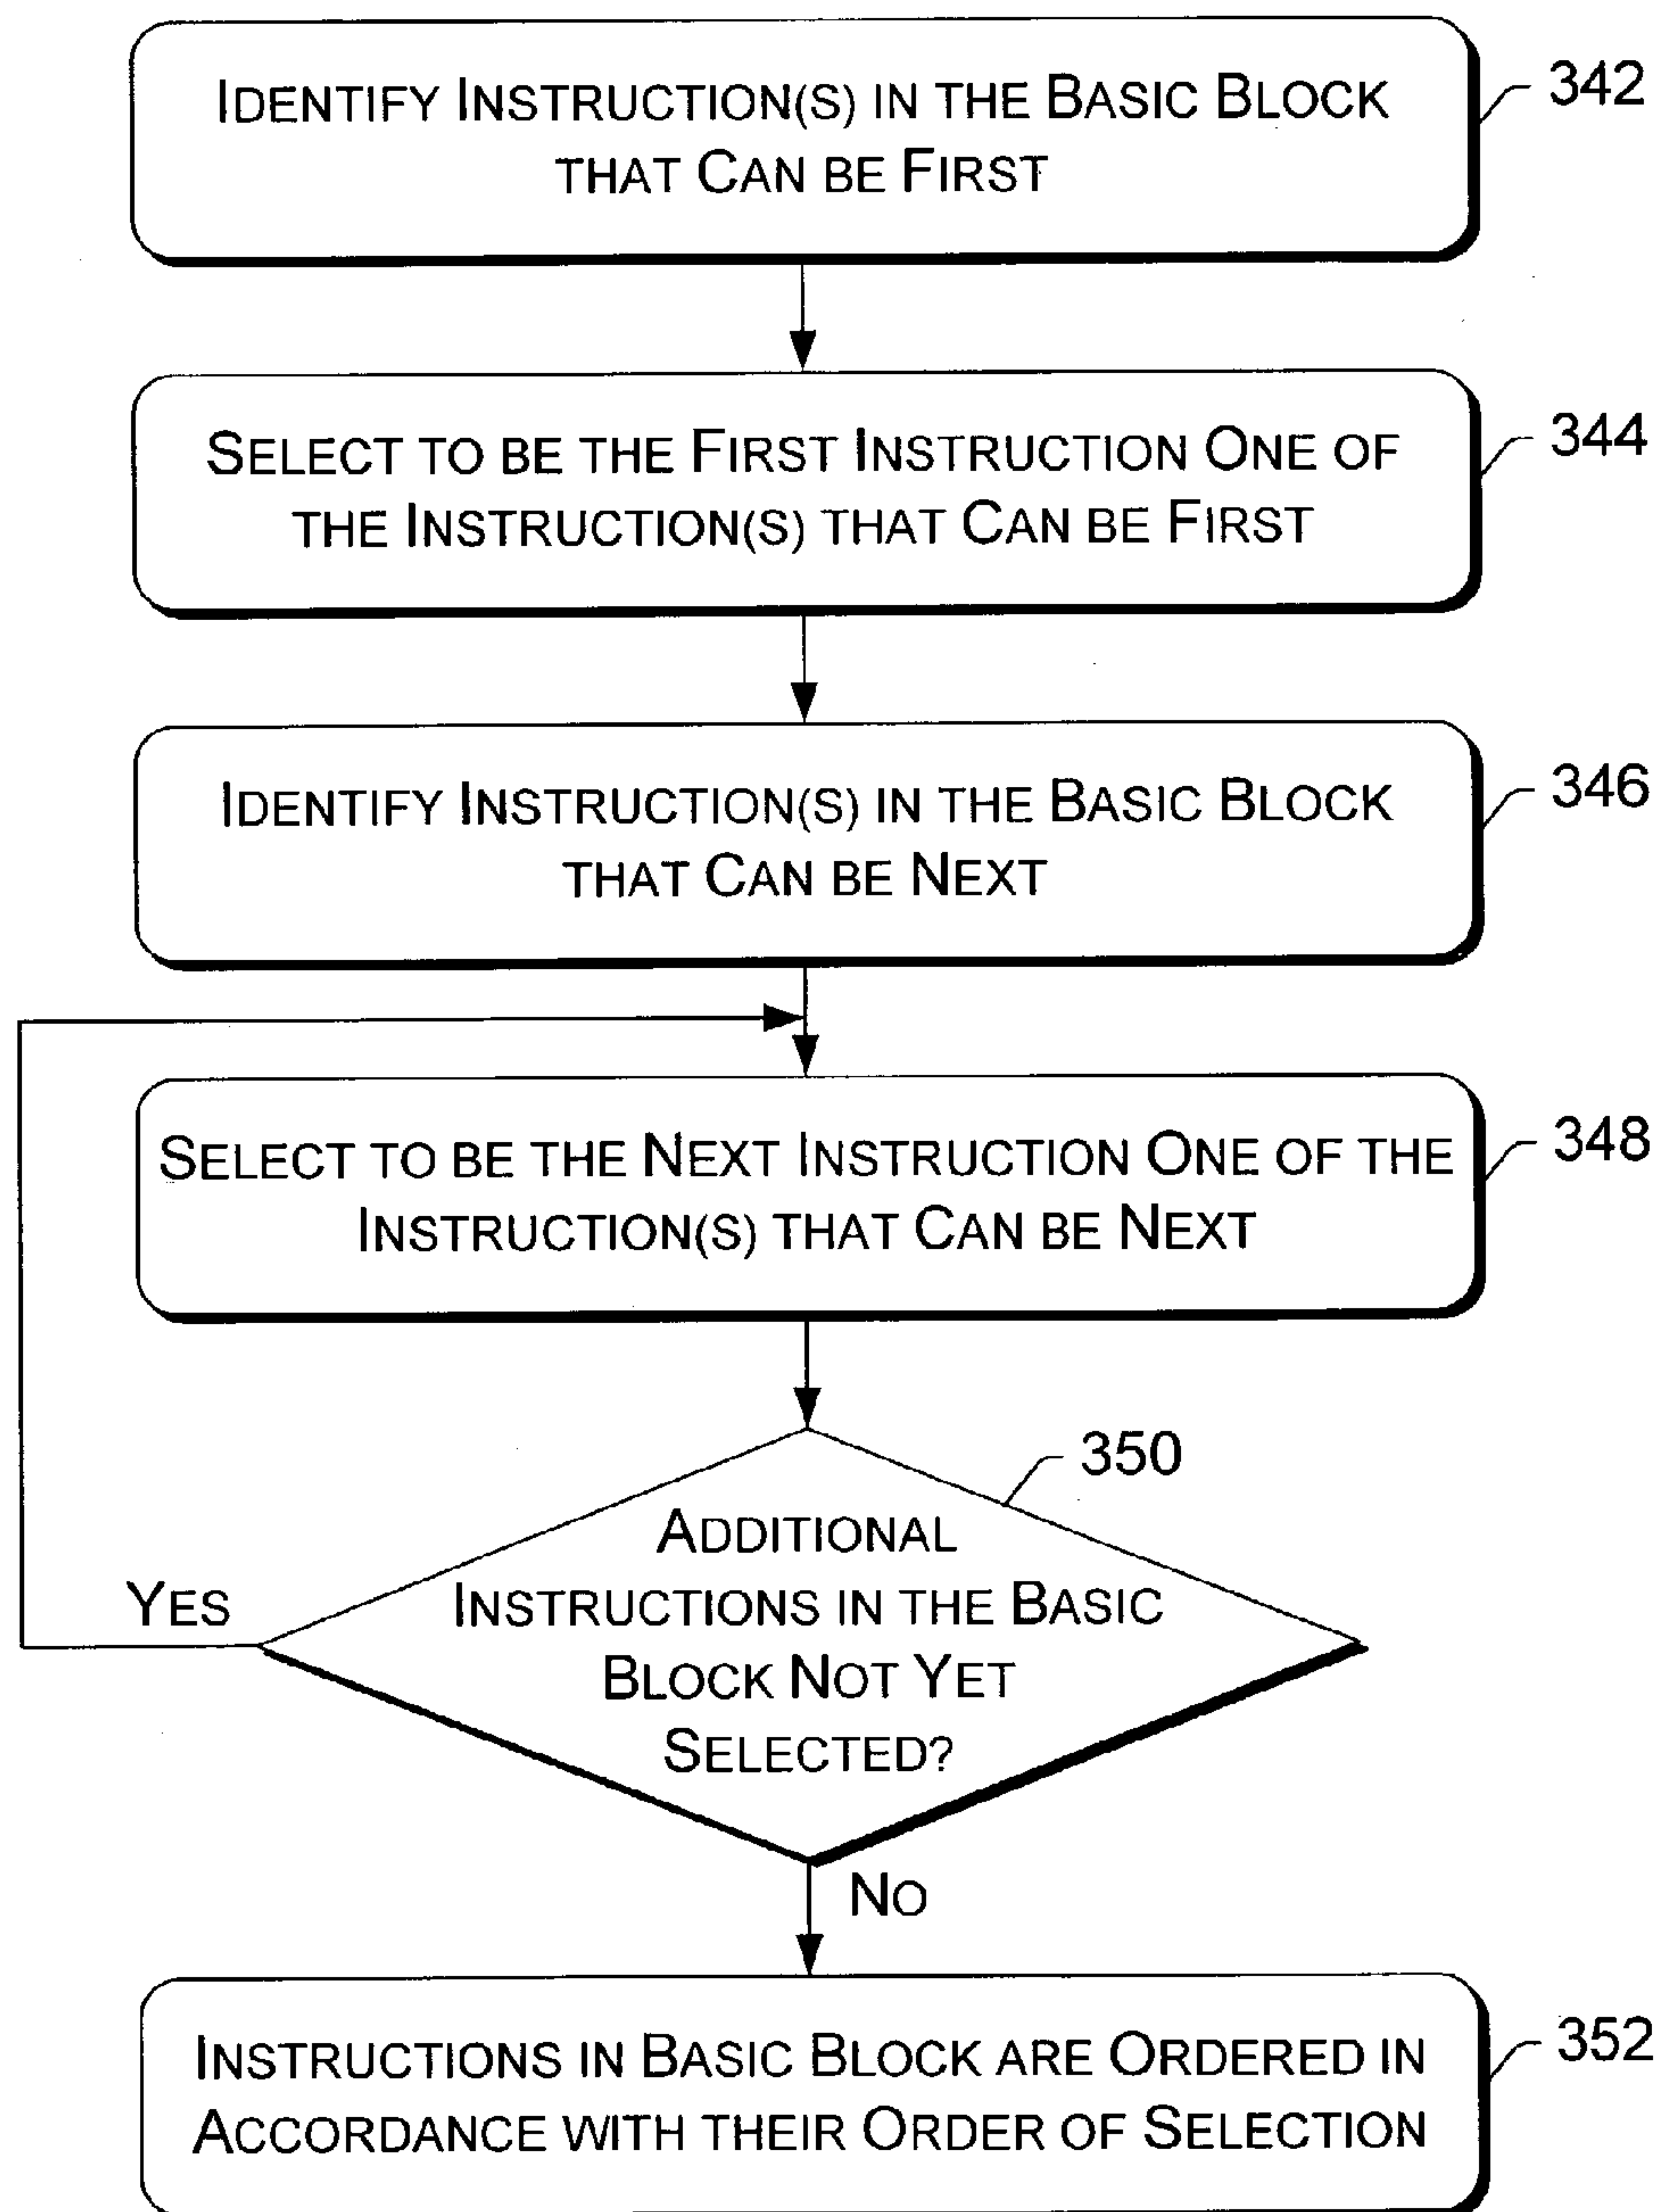 IDENTIFY INSTRUCTION(S) IN THE BASIC BLOCK
THAT CAN BE FIRST
342
SELECT TO BE THE FIRST INSTRUCTION ONE OF
THE INSTRUCTION(S) THAT CAN BE FIRST
344
IDENTIFY INSTRUCTION(S) IN THE BASIC BLOCK
THAT CAN BE NEXT
346
SELECT TO BE THE NEXT INSTRUCTION ONE OF THE
INSTRUCTION(S) THAT CAN BE NEXT
348
350
ADDITIONAL
INSTRUCTIONS IN THE BASIC
BLOCK NOT YET
SELECTED?
YES
NO
INSTRUCTIONS IN BASIC BLOCK ARE ORDERED IN
ACCORDANCE WITH THEIR ORDER OF SELECTION
352